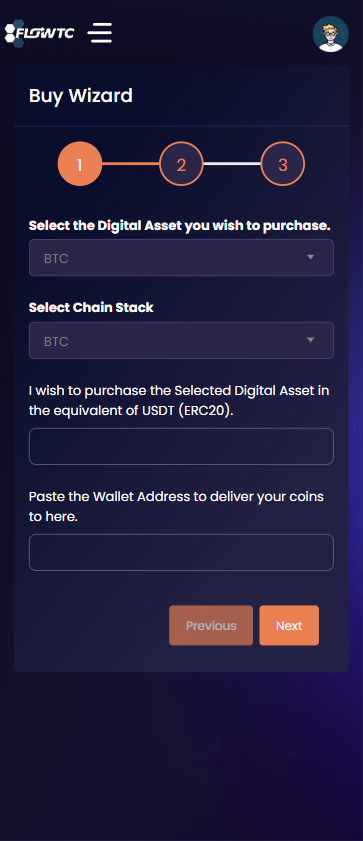 FLOWTC
Buy Wizard
1
2
3
Select the Digital Asset you wish to purchase.
BTC
Select Chain Stack
BTC
I wish to purchase the Selected Digital Asset in
the equivalent of USDT (ERC20).
Paste the Wallet Address to deliver your coins
to here.
Previous
Next